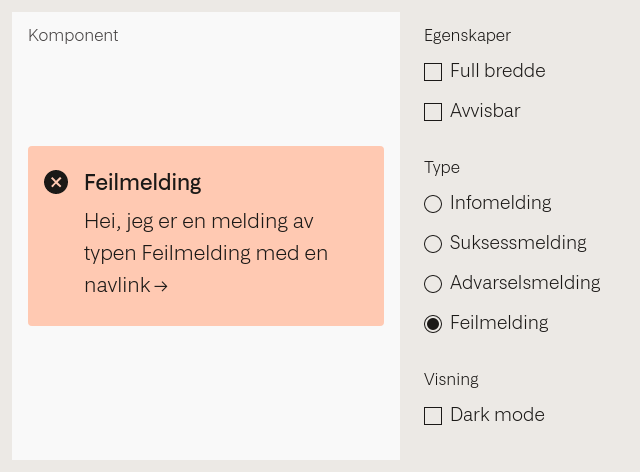 Komponent
Feilmelding
Hei, jeg er en melding av
typen Feilmelding med en
navlink →
Egenskaper
Full bredde
Avvisbar
Type
Infomelding
Suksessmelding
Advarselsmelding
Feilmelding
Visning
Dark mode